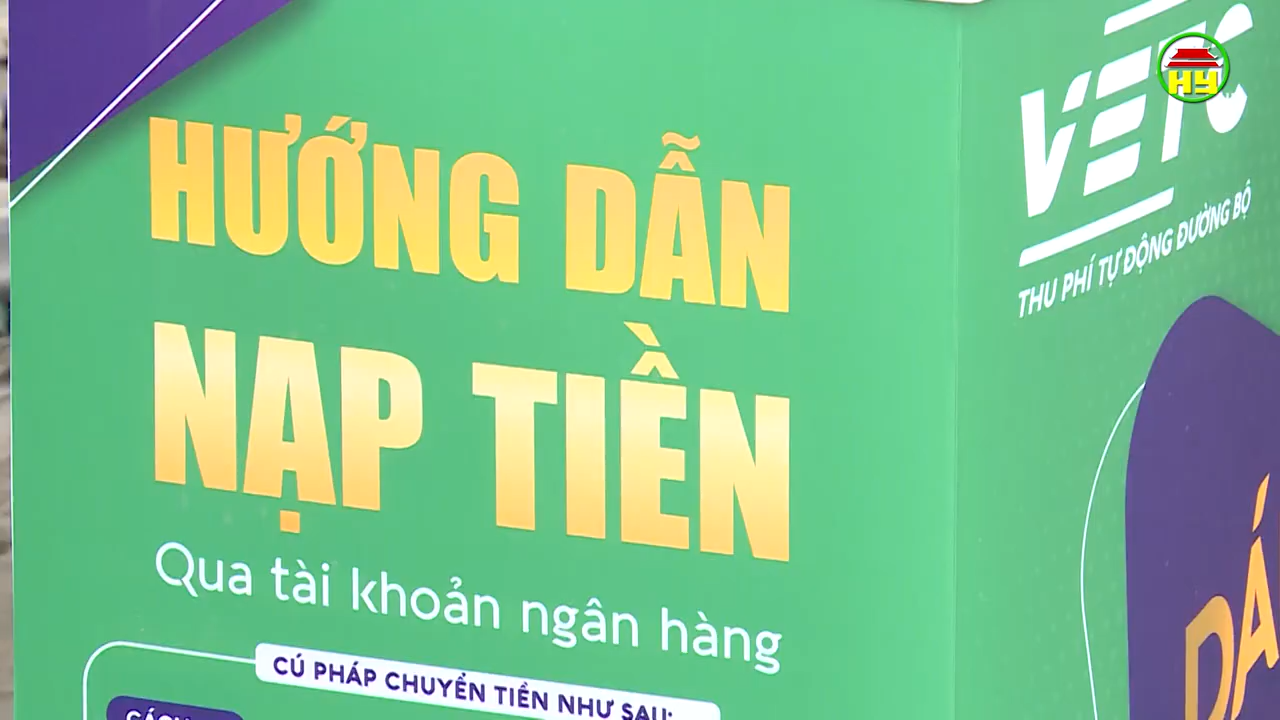 HƯỚNG DẪN
NẠP TIỀN
Qua tài khoản ngân hàng
CÚ PHÁP CHUYỂN TIỀN NHƯ SAU:
VETC
THU PHÍ TỰ ĐỘNG ĐƯỜNG BỘ
HY
DÁ